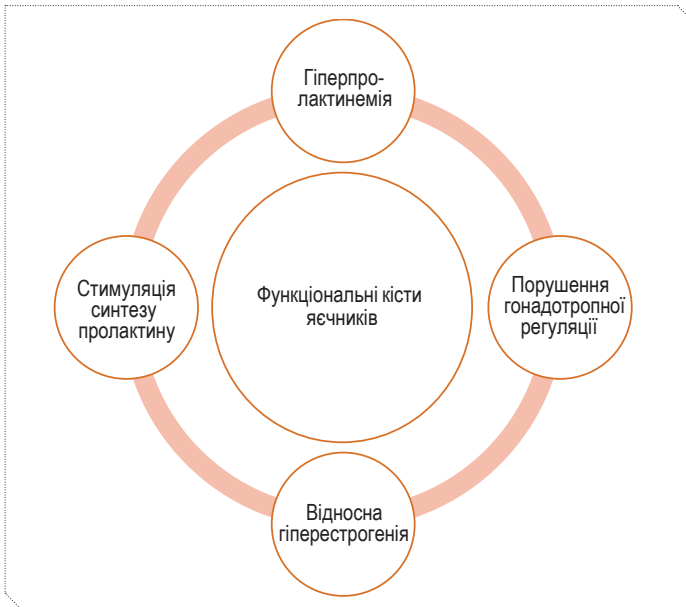 Гіперпро-
лактинемія
Стимуляція
синтезу
пролактину
Функціональні кісти
яєчників
Порушення
гонадотропної
регуляції
Відносна
гіперестрогенія